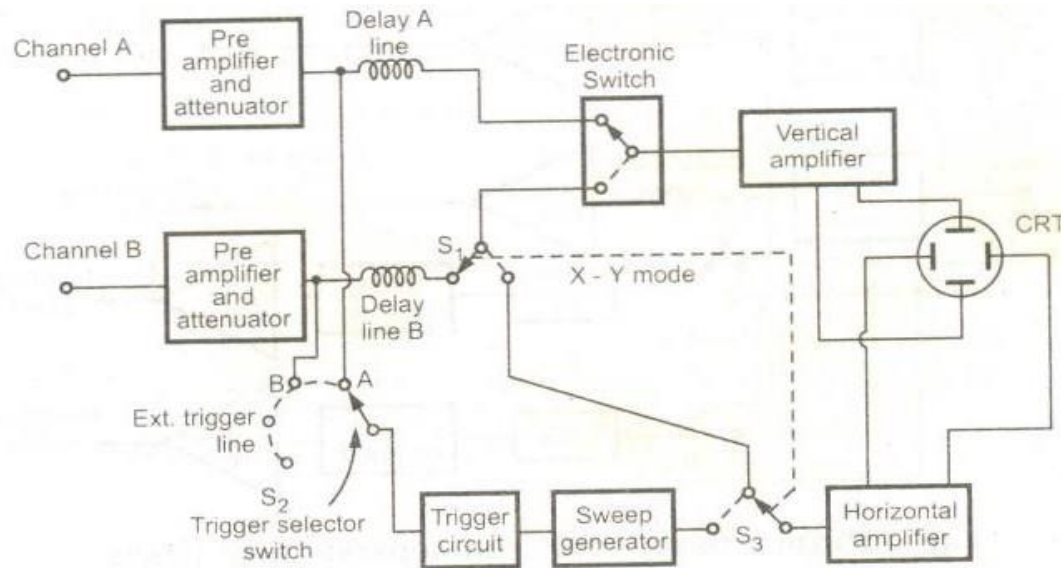 Channel A
Pre
amplifier
and
attenuator
Delay A
line
Electronic
Switch
Vertical
amplifier
CRT
Channel B
Pre
amplifier
and
attenuator
Delay
line B
S1
X - Y mode
B
A
Ext. trigger
line
S2
Trigger selector
switch
Trigger
circuit
Sweep
generator
S3
Horizontal
amplifier